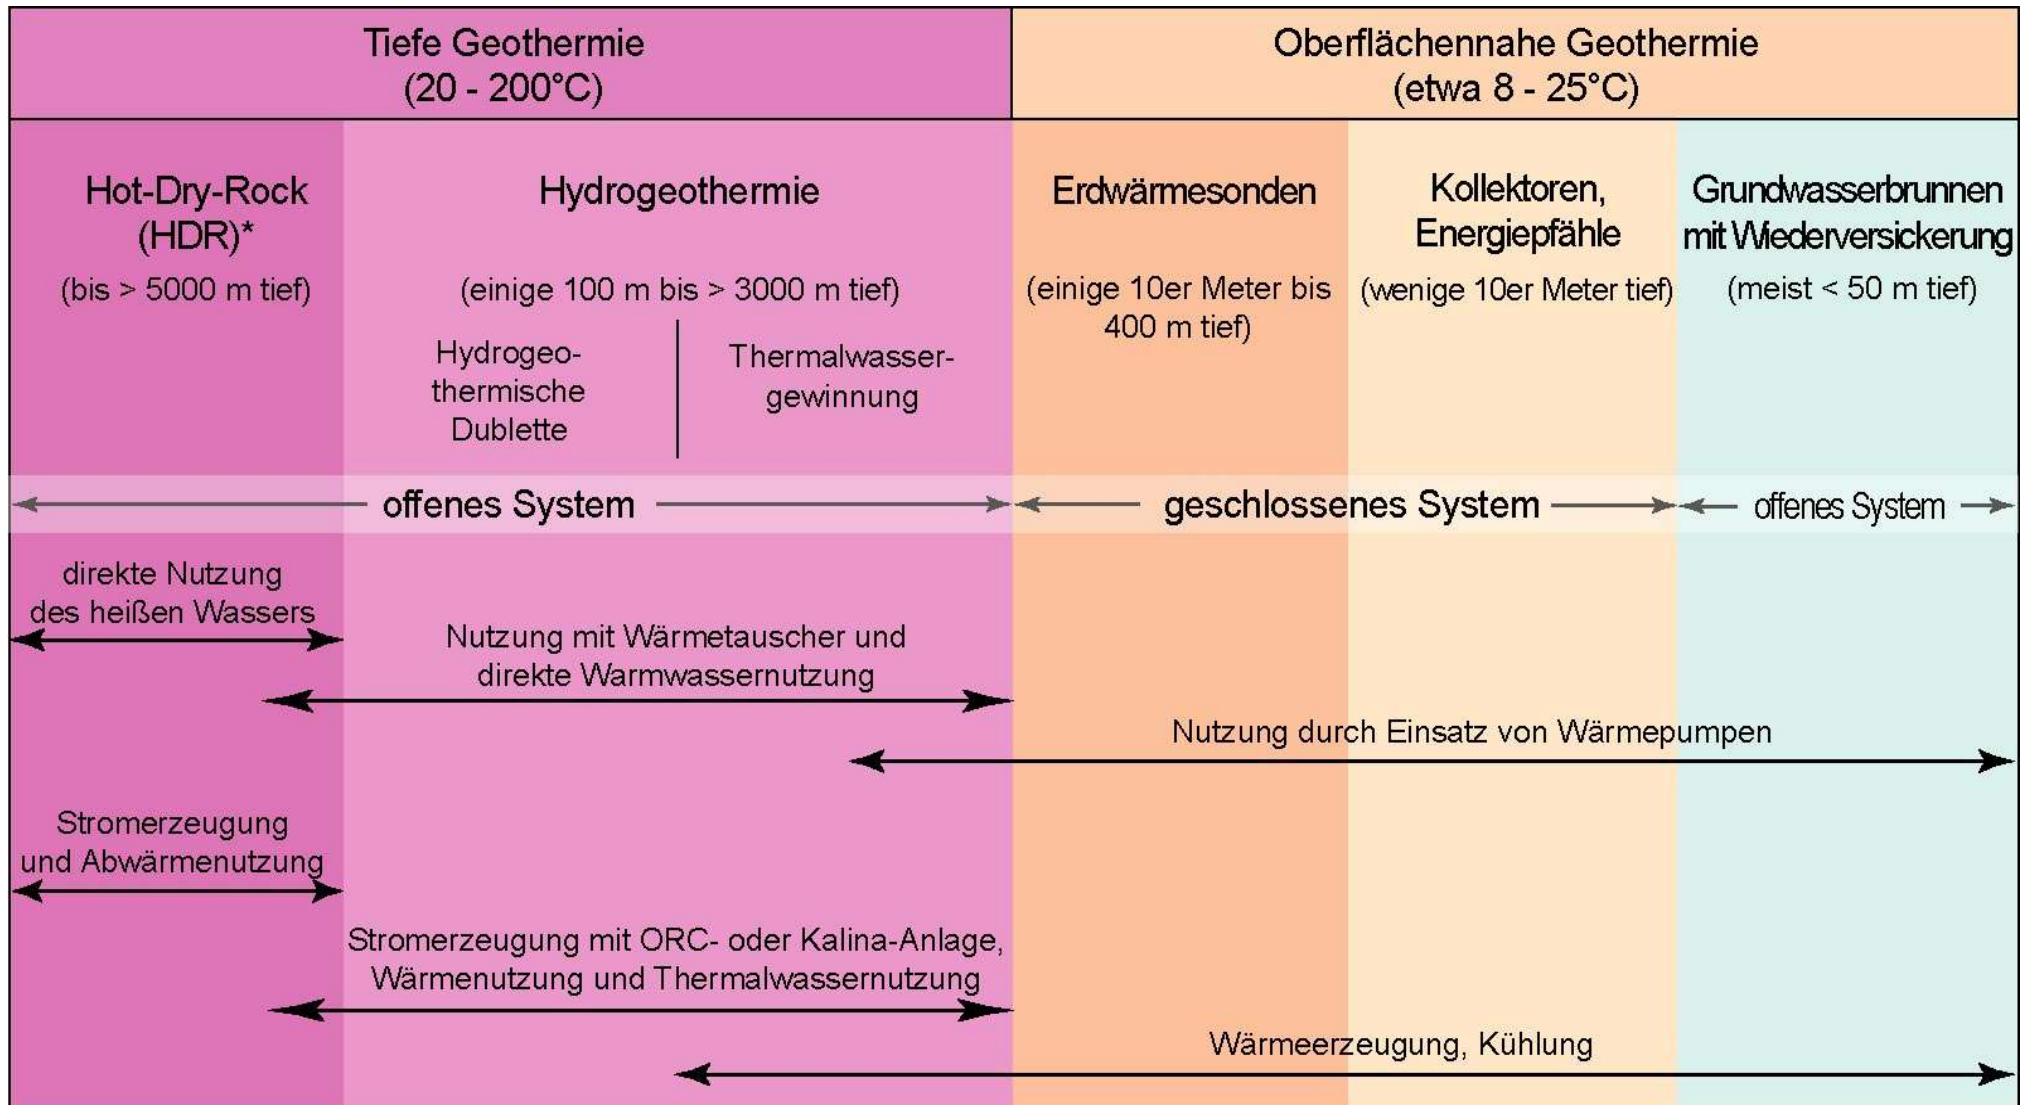 Tiefe Geothermie
(20 - 200°C)
Oberflächennahe Geothermie
(etwa 8 - 25°C)
Hot-Dry-Rock
(HDR)*
(bis > 5000 m tief)
Hydrogeothermie
(einige 100 m bis > 3000 m tief)
Hydrogeo-
thermische
Dublette
Thermalwasser-
gewinnung
Erdwärmesonden
(einige 10er Meter bis
400 m tief)
Kollektoren,
Energiepfähle
(wenige 10er Meter tief)
Grundwasserbrunnen
mit Wiederversickerung
(meist < 50 m tief)
offenes System
geschlossenes System
offenes System
direkte Nutzung
des heißen Wassers
Nutzung mit Wärmetauscher und
direkte Warmwassernutzung
Nutzung durch Einsatz von Wärmepumpen
Stromerzeugung
und Abwärmenutzung
Stromerzeugung mit ORC- oder Kalina-Anlage,
Wärmenutzung und Thermalwassernutzung
Wärmeerzeugung, Kühlung